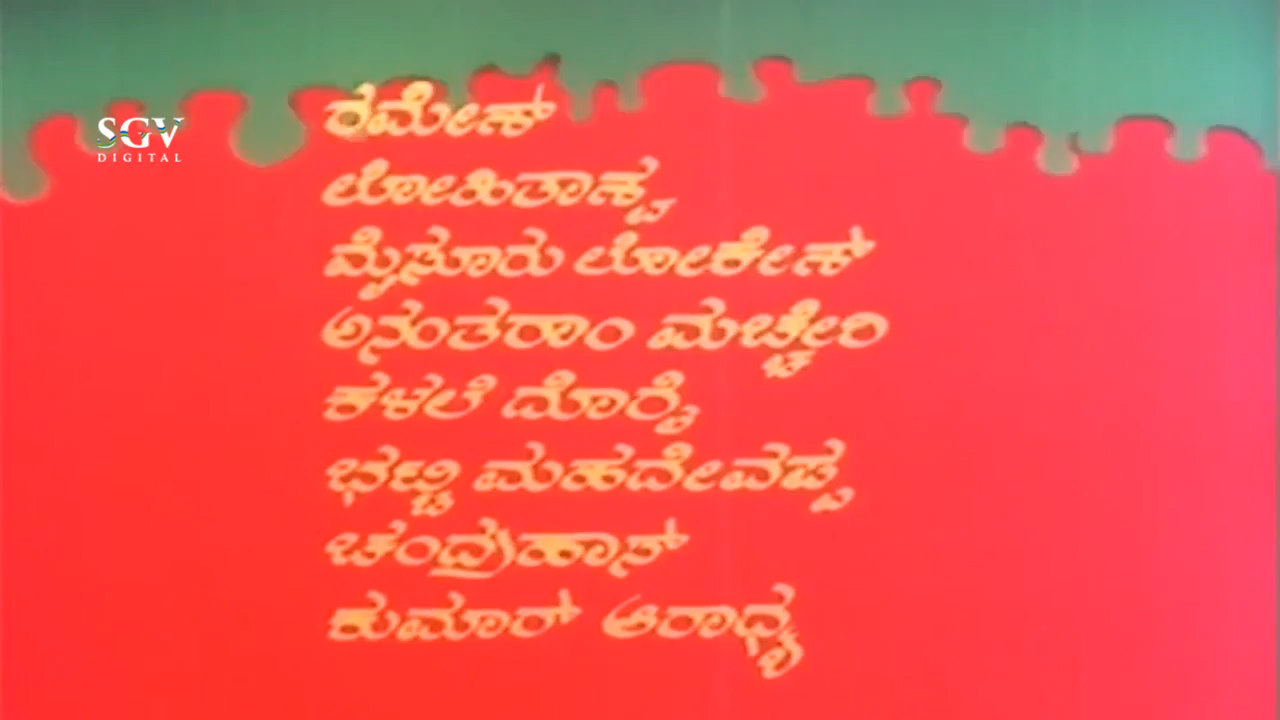 SGV
DIGITAL
ರಮೇಶ್
ಲೋಹಿತಾಶ್ವ
ಮೈಸೂರು ಲೋಕೇಶ್
ಅನಂತರಾಂ ಮಚ್ಚೇರಿ
ಕಳಲೆ ದೊರೈ
ಭಟ್ಟಿ ಮಹದೇವಪ್ಪ
ಚಂದ್ರಹಾಸ್
ಕುಮಾರ್ ಆರಾಧ್ಯ